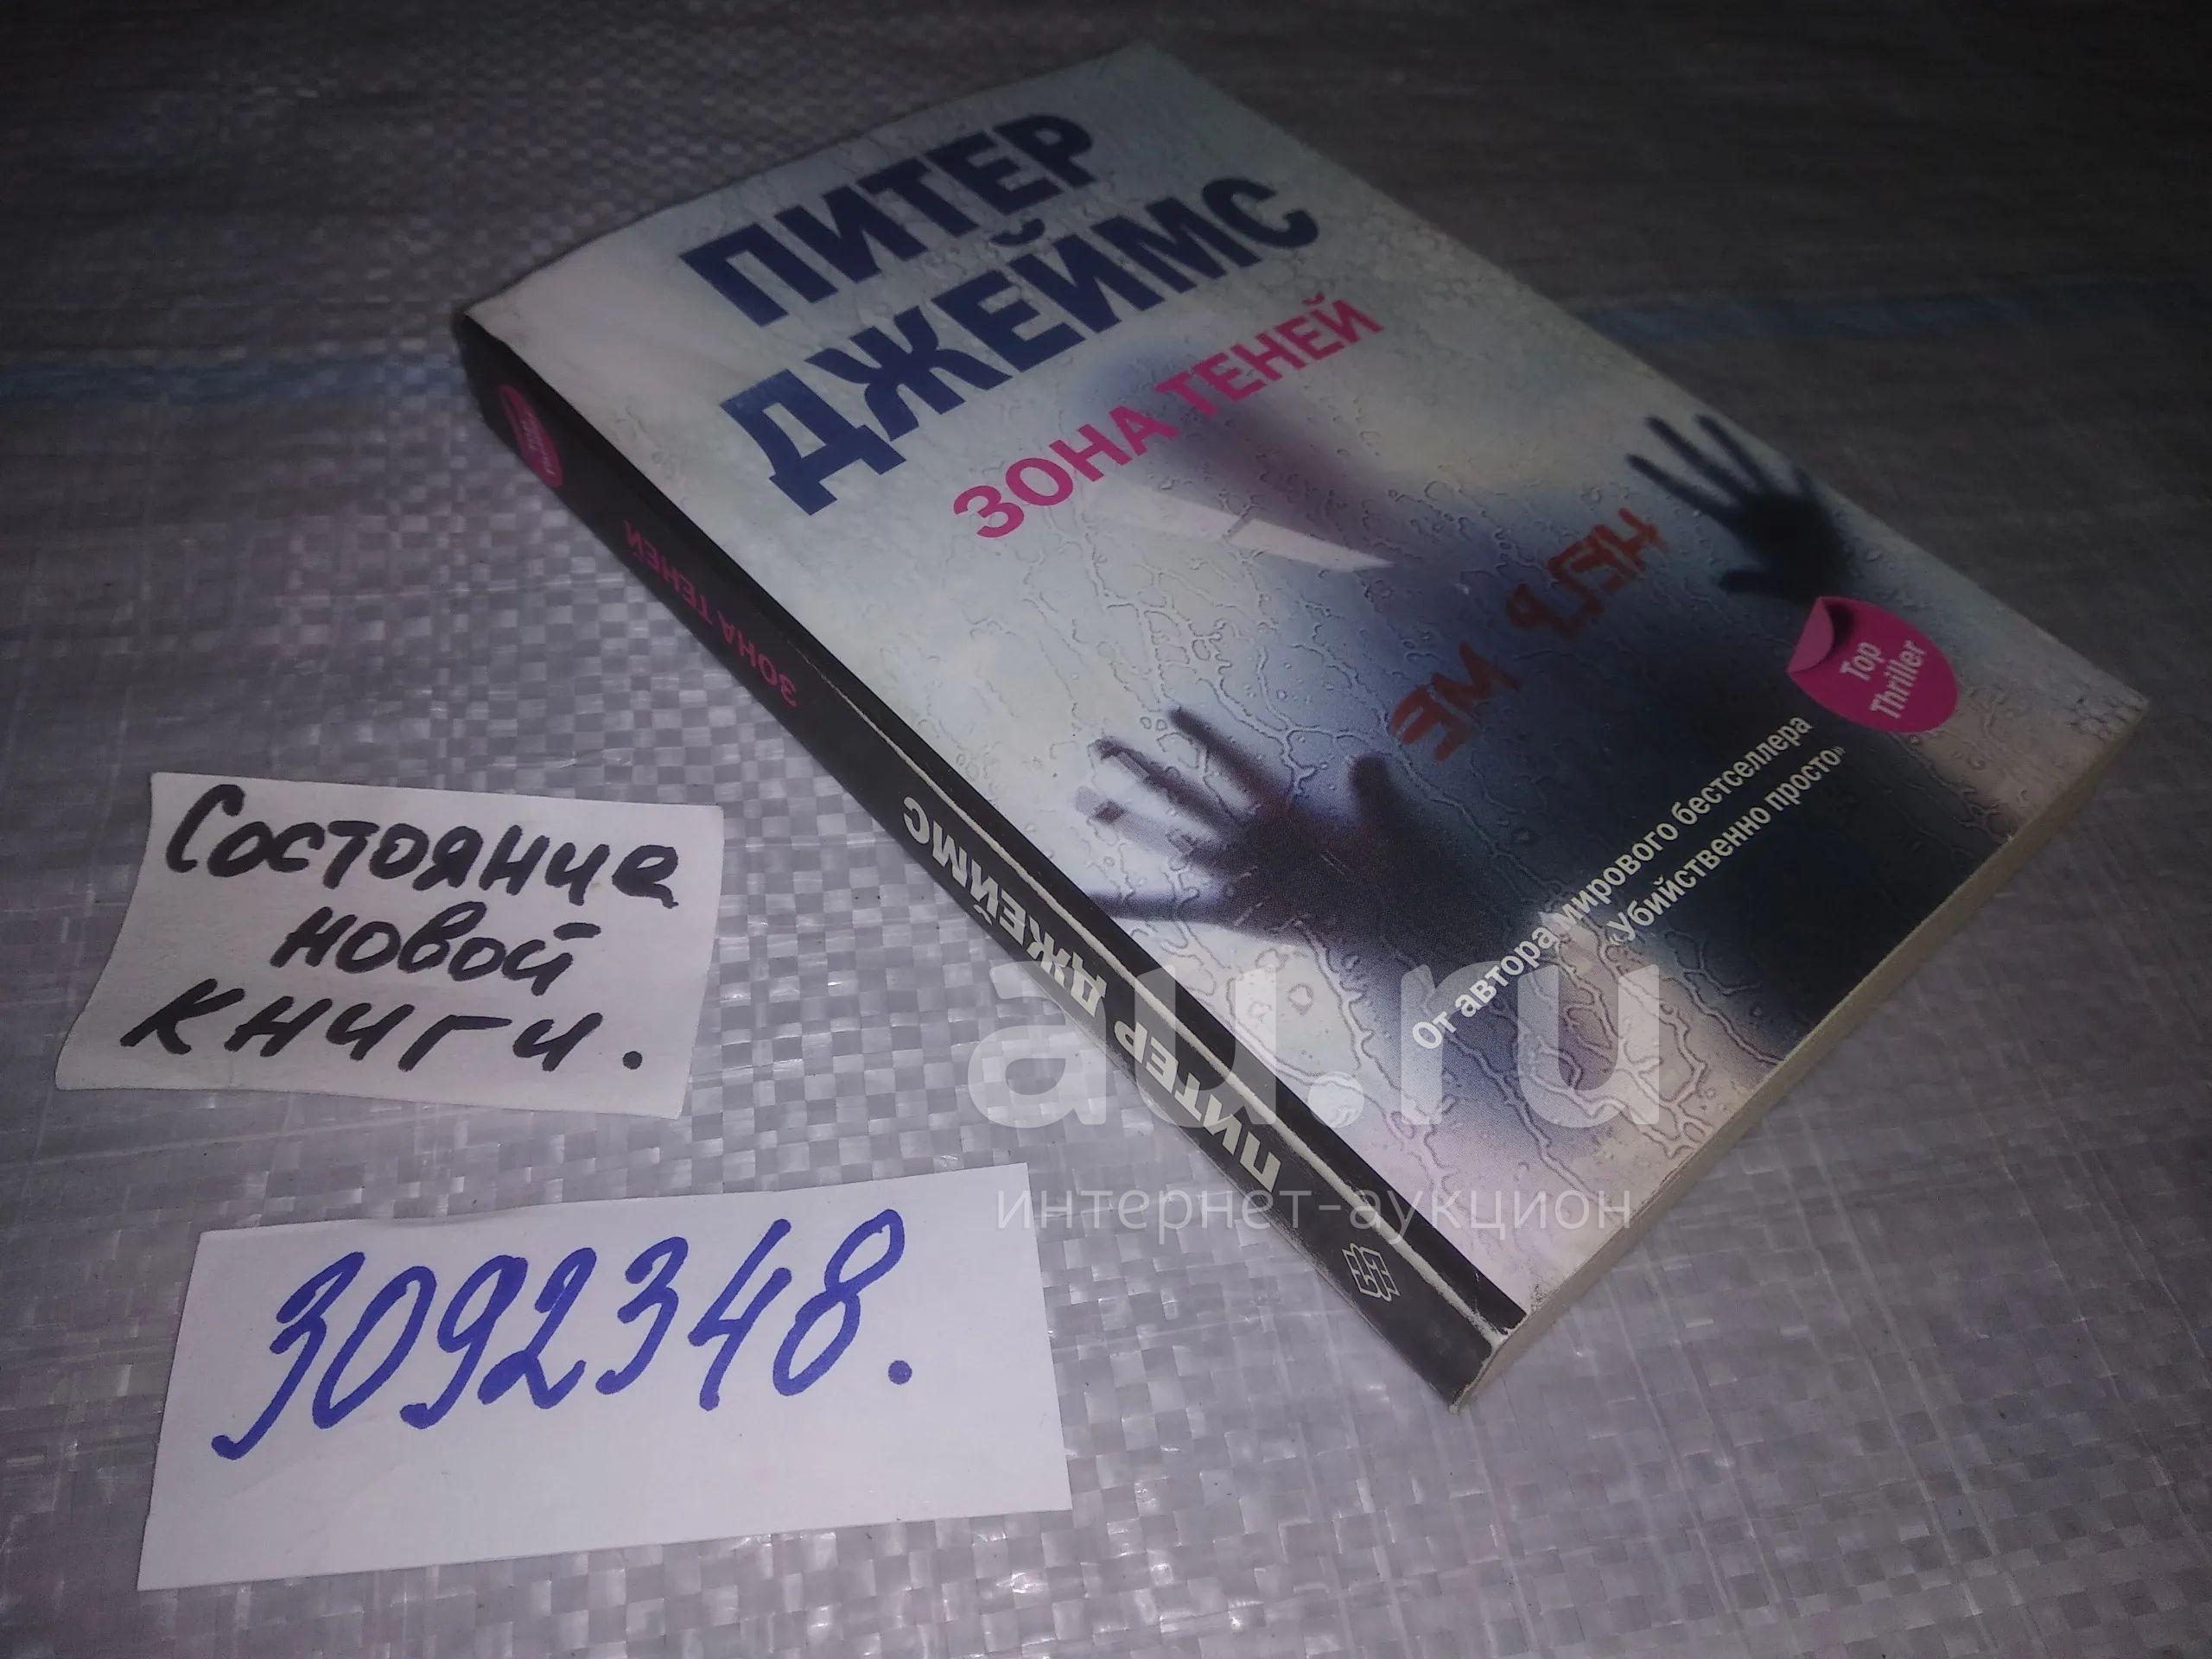 ПИТЕР
ДЖЕЙМС
ЗОНА ТЕНЕЙ
HELP ME
Top
Thriller
От автора мирового бестселлера
«Убийственно просто»
ЗОНА ТЕНЕЙ
ПИТЕР ДЖЕЙМС
Состояние
новой
книги.
3092348.
au.ru
интернет-аукцион